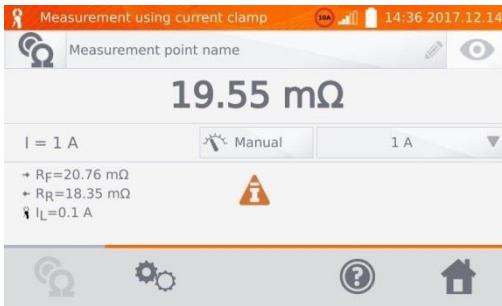 Measurement using current clamp 10A 14:36 2017.12.14
Measurement point name
19.55 mΩ
I = 1 A Manual 1 A
→ RF=20.76 mΩ
← RR=18.35 mΩ
IL=0.1 A